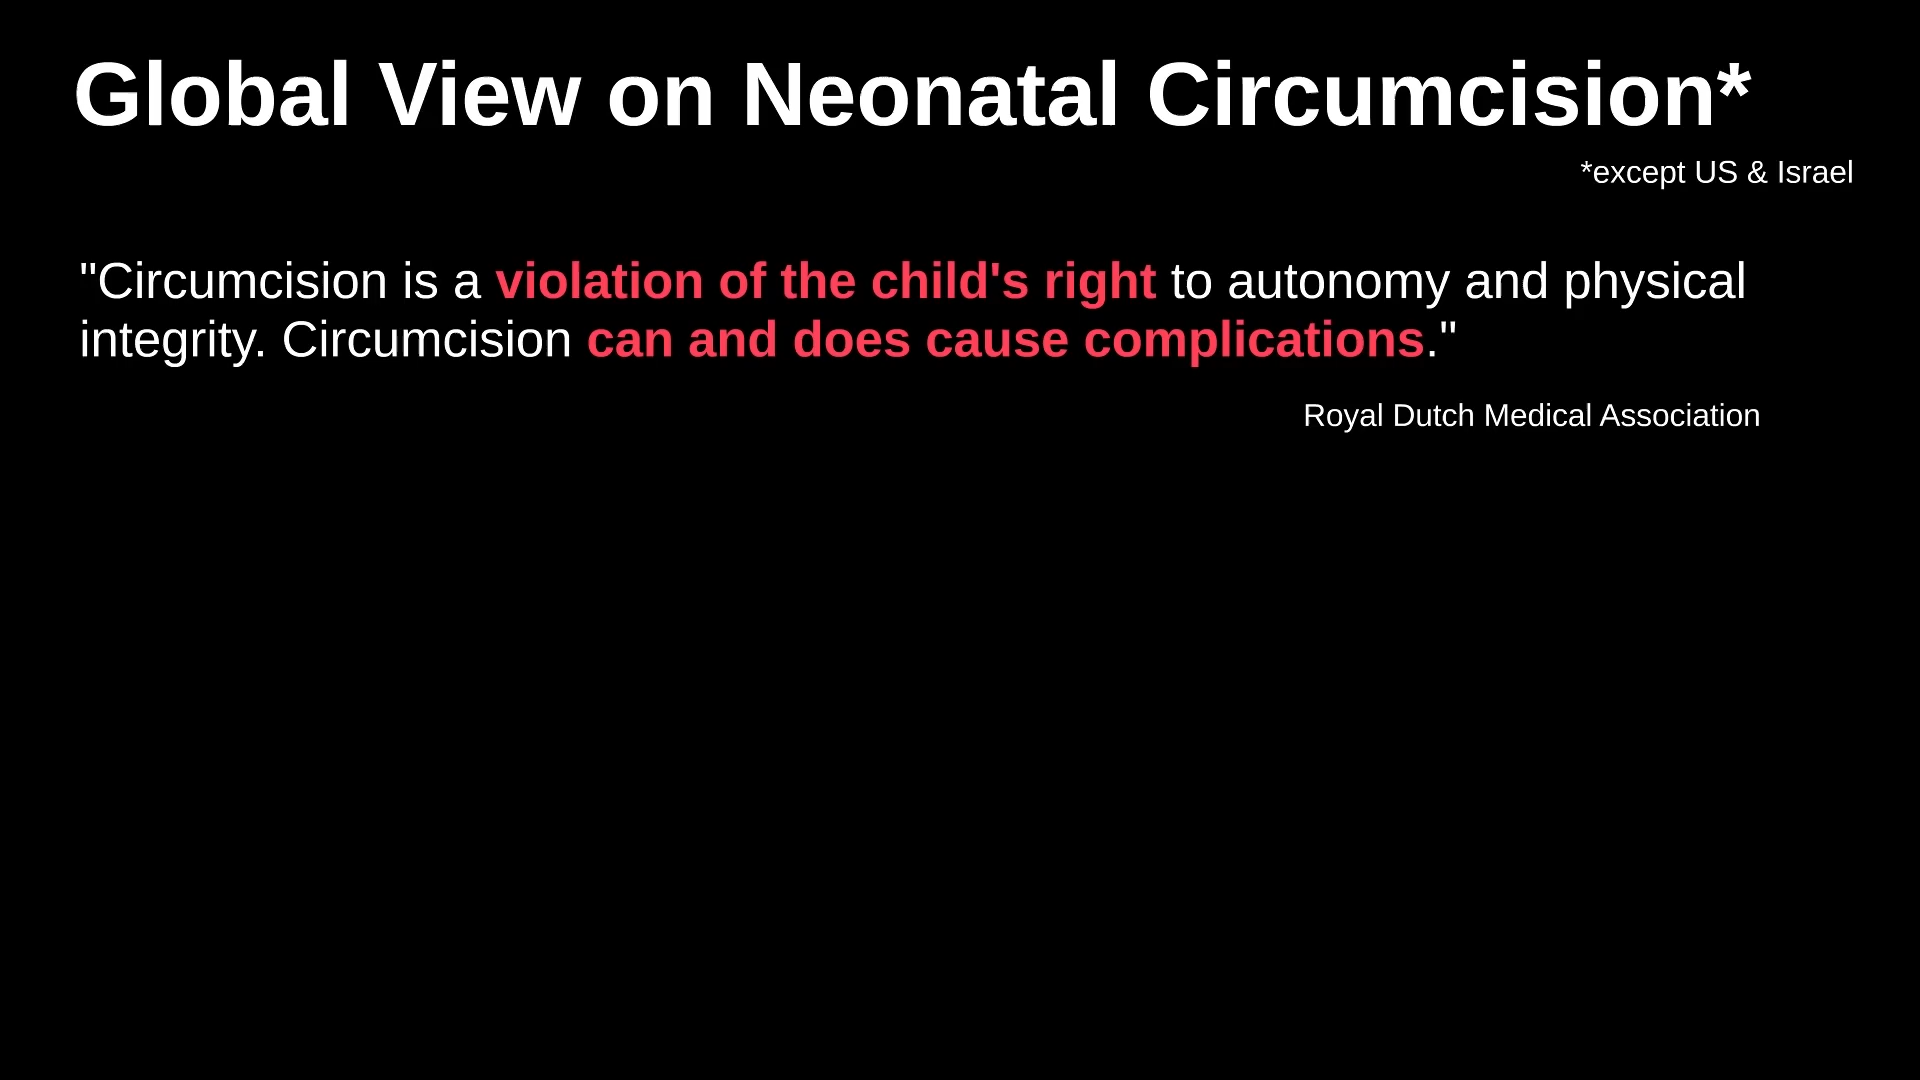 Global View on Neonatal Circumcision*
*except US & Israel
"Circumcision is a violation of the child's right to autonomy and physical
integrity. Circumcision can and does cause complications."
Royal Dutch Medical Association